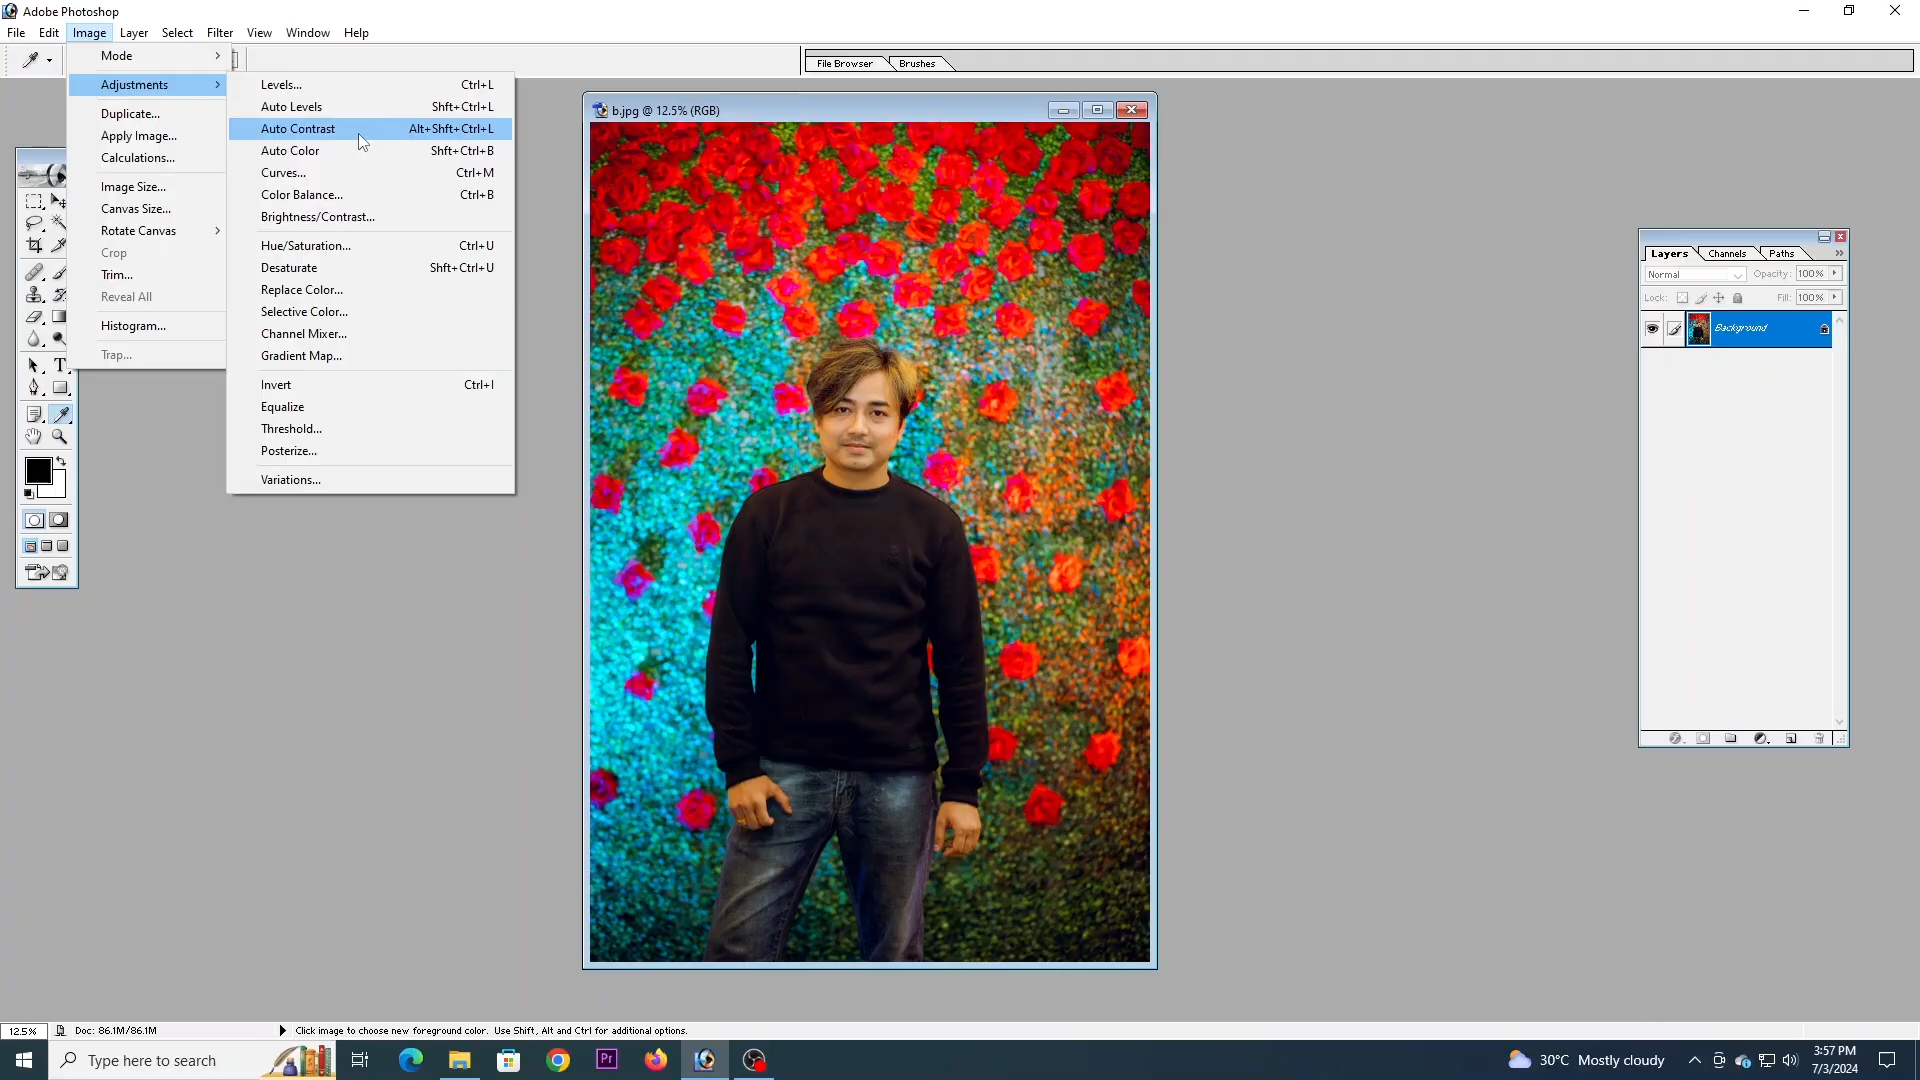 Adobe Photoshop
File Edit Image Layer Select Filter View Window Help
File Browser Brushes
Mode
Adjustments
Duplicate...
Apply Image...
Calculations...
Image Size...
Canvas Size...
Rotate Canvas
Crop
Trim...
Reveal All
Histogram...
Trap...
Levels... Ctrl+L
Auto Levels Shft+Ctrl+L
Auto Contrast Alt+Shft+Ctrl+L
Auto Color Shft+Ctrl+B
Curves... Ctrl+M
Color Balance... Ctrl+B
Brightness/Contrast...
Hue/Saturation... Ctrl+U
Desaturate Shft+Ctrl+U
Replace Color...
Selective Color...
Channel Mixer...
Gradient Map...
Invert Ctrl+I
Equalize
Threshold...
Posterize...
Variations...
b.jpg @ 12.5% (RGB)
Layers Channels Paths
Normal Opacity: 100%
Lock: Fill: 100%
Background
12.5% Doc: 86.1M/86.1M Click image to choose new foreground color. Use Shift, Alt and Ctrl for additional options.
Type here to search
Pr
30°C Mostly cloudy
3:57 PM
7/3/2024